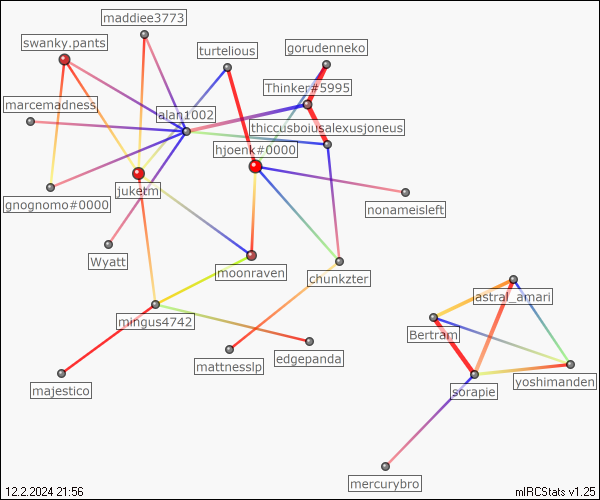 maddiee3773
swanky.pants
turtelious
gorudenneko
Thinker#5995
marcemadness
alan1002
thiccusboiusalexusjoneus
hjoenk#0000
juketm
gnognomo#0000
nonameisleft
Wyatt
moonraven
chunkzter
astral_amari
mingus4742
Bertram
edgepanda
mattnesslp
majestico
yoshimanden
sorapie
mercurybro
12.2.2024 21:56
mIRCStats v1.25